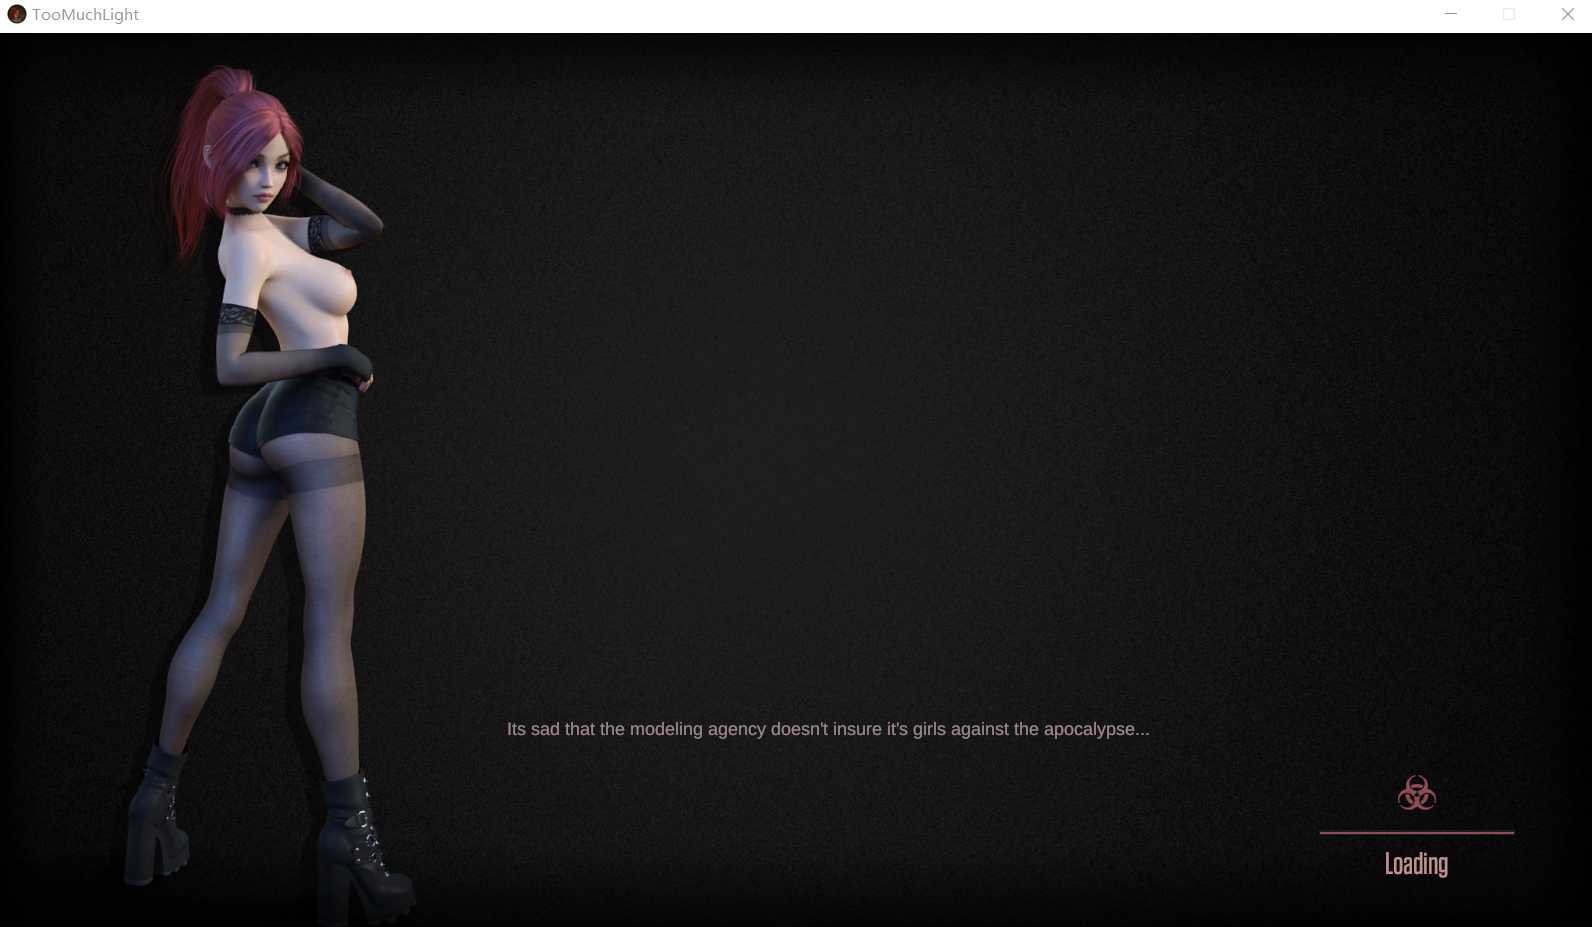 TooMuchLight
Its sad that the modeling agency doesn't insure it's girls against the apocalypse...
Loading